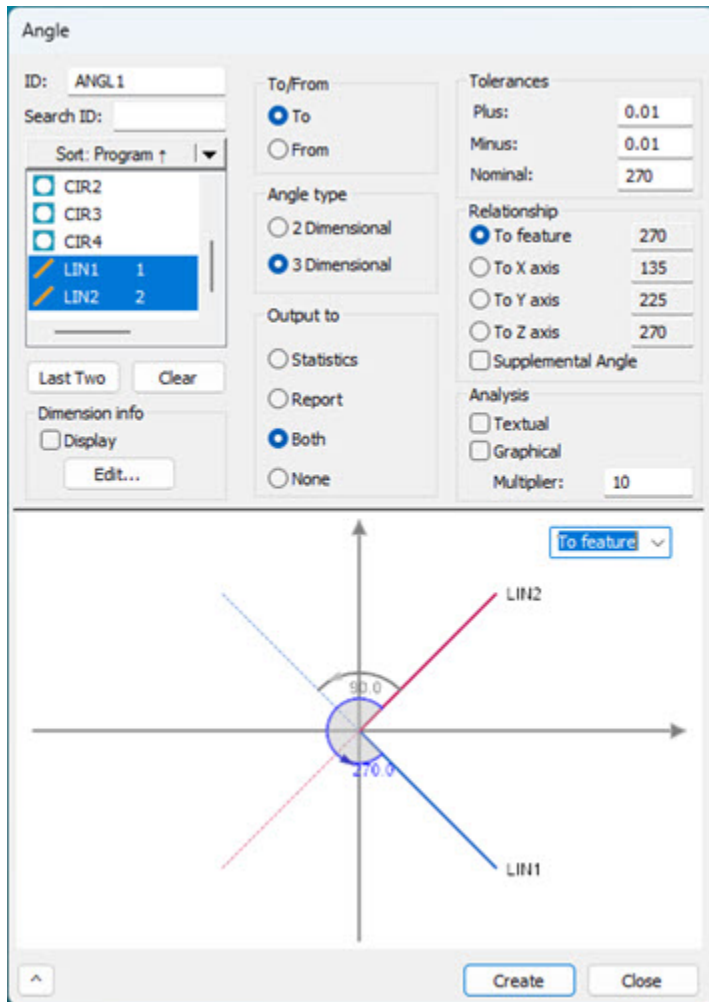 Angle
ID: ANGL1
Search ID:
Sort: Program ↑
CIR2
CIR3
CIR4
LIN1 1
LIN2 2
Last Two Clear
Dimension info
Display
Edit...
To/From
To
From
Angle type
2 Dimensional
3 Dimensional
Output to
Statistics
Report
Both
None
Tolerances
Plus: 0.01
Minus: 0.01
Nominal: 270
Relationship
To feature 270
To X axis 135
To Y axis 225
To Z axis 270
Supplemental Angle
Analysis
Textual
Graphical
Multiplier: 10
To feature
LIN2
90.0
270.0
LIN1
Create Close